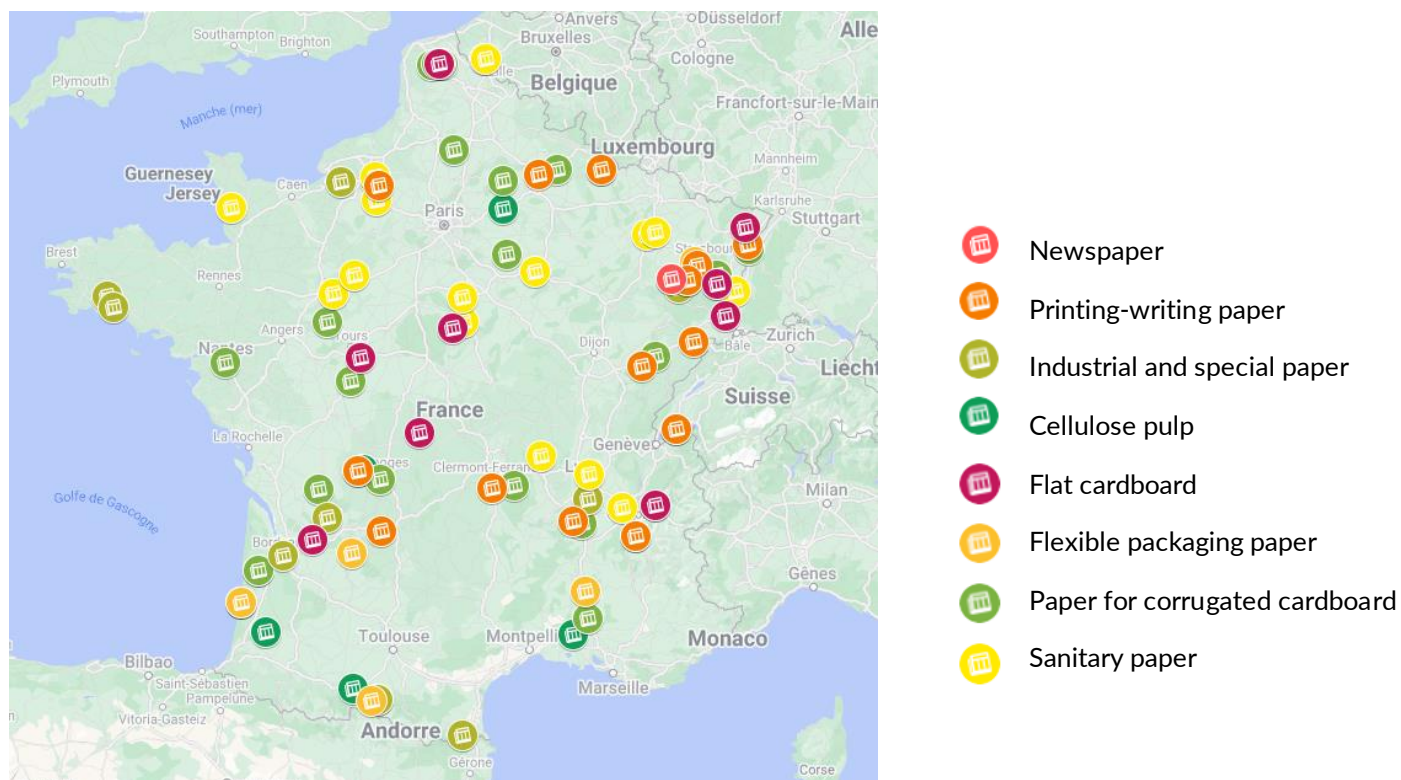 Anvers
Düsseldorf
Southampton
Brighton
Bruxelles
Alle
Cologne
Plymouth
Belgique
Francfort-sur-le-Main
Manche (mer)
Luxembourg
Mannheim
Guernesey
Jersey
Caen
Karlsruhe
Paris
Stuttgart
Brest
Rennes
Strasbour
Angers
Tours
Nantes
Dijon
Bâle
Zurich
Liecht
Suisse
France
La Rochelle
Genève
Clermont-Ferran
Milan
Golfe de Gascogne
Bord
Gênes
Toulouse
Montpelli
Monaco
Bilbao
Saint-Sébastien
Pampelune
Marseille
Vitoria-Gasteiz
Andorre
Gérone
Corse
Newspaper
Printing-writing paper
Industrial and special paper
Cellulose pulp
Flat cardboard
Flexible packaging paper
Paper for corrugated cardboard
Sanitary paper